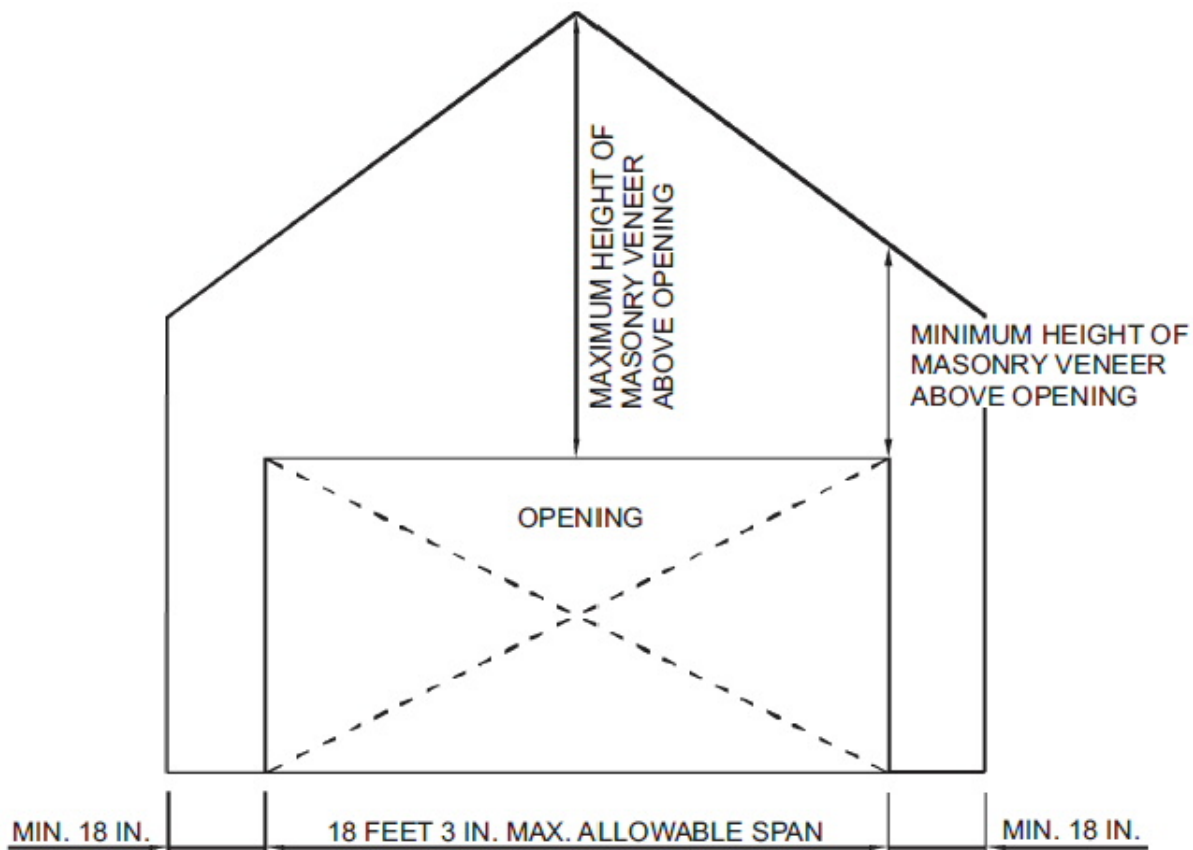 MAXIMUM HEIGHT OF
MASONRY VENEER
ABOVE OPENING
MINIMUM HEIGHT OF
MASONRY VENEER
ABOVE OPENING
OPENING
MIN. 18 IN.
18 FEET 3 IN. MAX. ALLOWABLE SPAN
MIN. 18 IN.